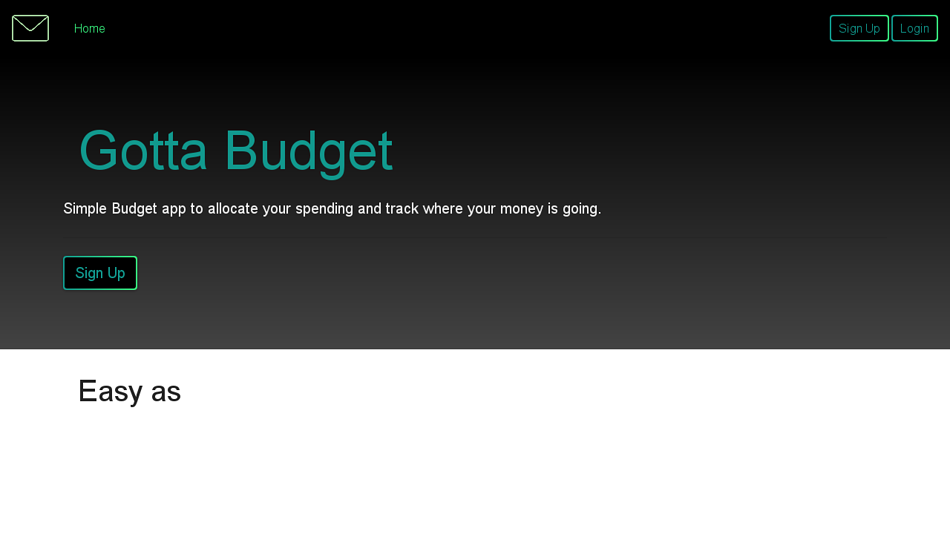 Home
Sign Up
Login
Gotta Budget
Simple Budget app to allocate your spending and track where your money is going.
Sign Up
Easy as